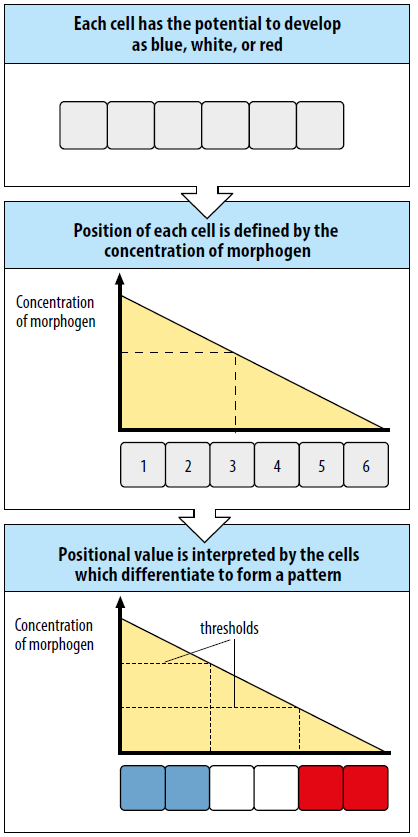 Each cell has the potential to develop
as blue, white, or red
Position of each cell is defined by the
concentration of morphogen
Concentration
of morphogen
1 2 3 4 5 6
Positional value is interpreted by the cells
which differentiate to form a pattern
Concentration
of morphogen
thresholds